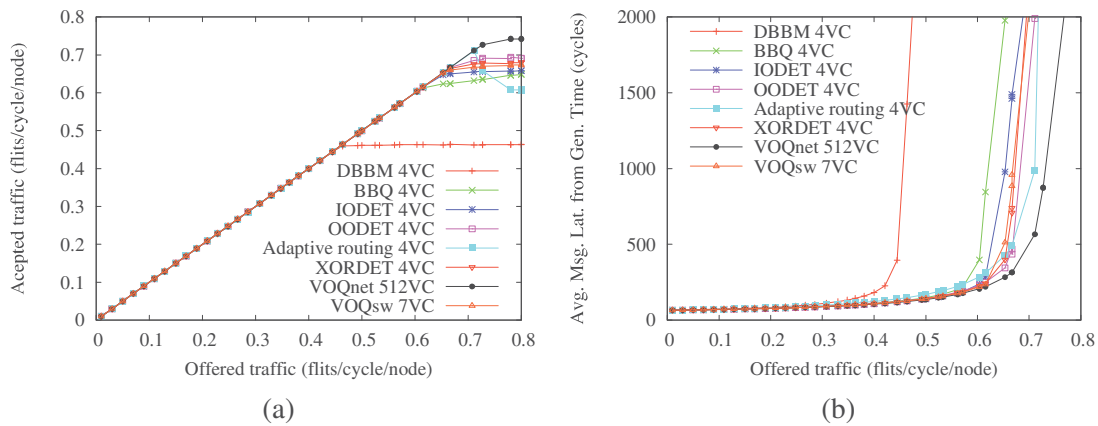 Acepted traffic (flits/cycle/node)
0.8
0.7
0.6
0.5
0.4
0.3
0.2
0.1
0
DBBM 4VC
BBQ 4VC
IODET 4VC
OODET 4VC
Adaptive routing 4VC
XORDET 4VC
VOQnet 512VC
VOQsw 7VC
0 0.1 0.2 0.3 0.4 0.5 0.6 0.7 0.8
Offered traffic (flits/cycle/node)
(a)
Avg. Msg. Lat. from Gen. Time (cycles)
2000
1500
1000
500
0
DBBM 4VC
BBQ 4VC
IODET 4VC
OODET 4VC
Adaptive routing 4VC
XORDET 4VC
VOQnet 512VC
VOQsw 7VC
0 0.1 0.2 0.3 0.4 0.5 0.6 0.7 0.8
Offered traffic (flits/cycle/node)
(b)